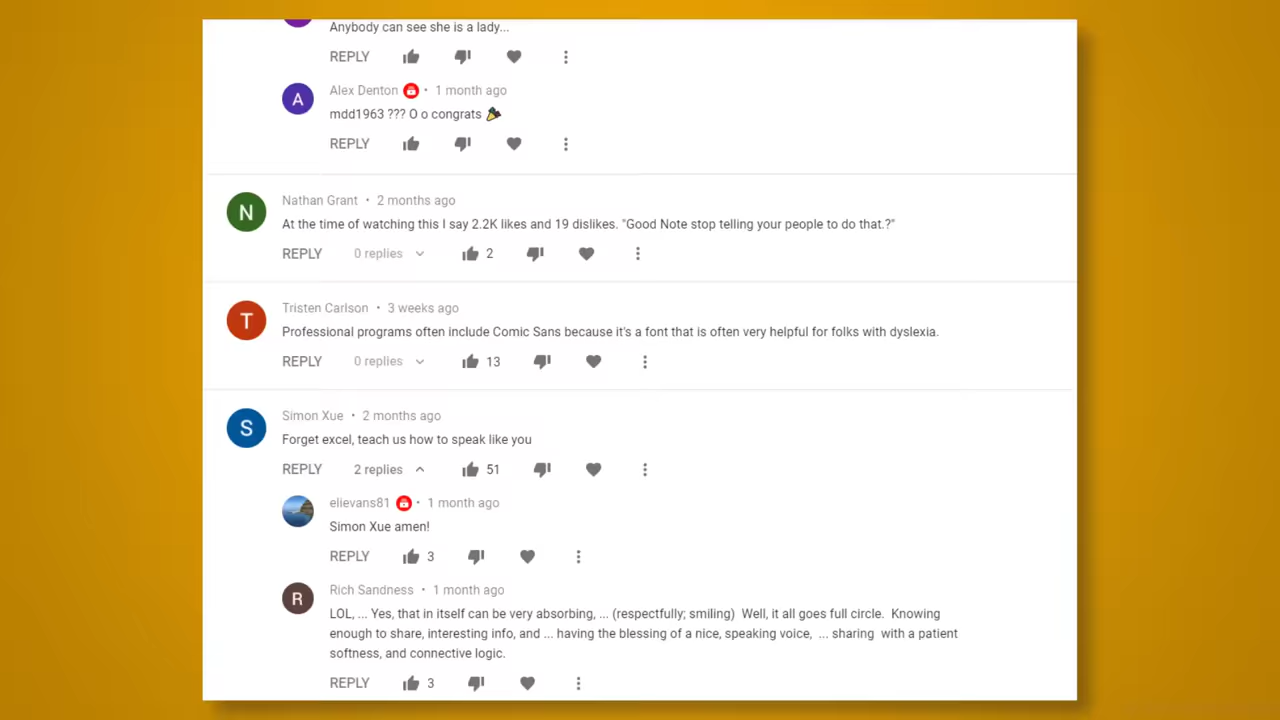 Anybody can see she is a lady...
REPLY
A
Alex Denton • 1 month ago
mdd1963 ??? O o congrats 🎉
REPLY
N
Nathan Grant • 2 months ago
At the time of watching this I say 2.2K likes and 19 dislikes. "Good Note stop telling your people to do that.?"
REPLY 0 replies 2
T
Tristen Carlson • 3 weeks ago
Professional programs often include Comic Sans because it's a font that is often very helpful for folks with dyslexia.
REPLY 0 replies 13
S
Simon Xue • 2 months ago
Forget excel, teach us how to speak like you
REPLY 2 replies 51
elievans81 • 1 month ago
Simon Xue amen!
REPLY 3
R
Rich Sandness • 1 month ago
LOL, ... Yes, that in itself can be very absorbing, ... (respectfully; smiling) Well, it all goes full circle. Knowing
enough to share, interesting info, and ... having the blessing of a nice, speaking voice, ... sharing with a patient
softness, and connective logic.
REPLY 3